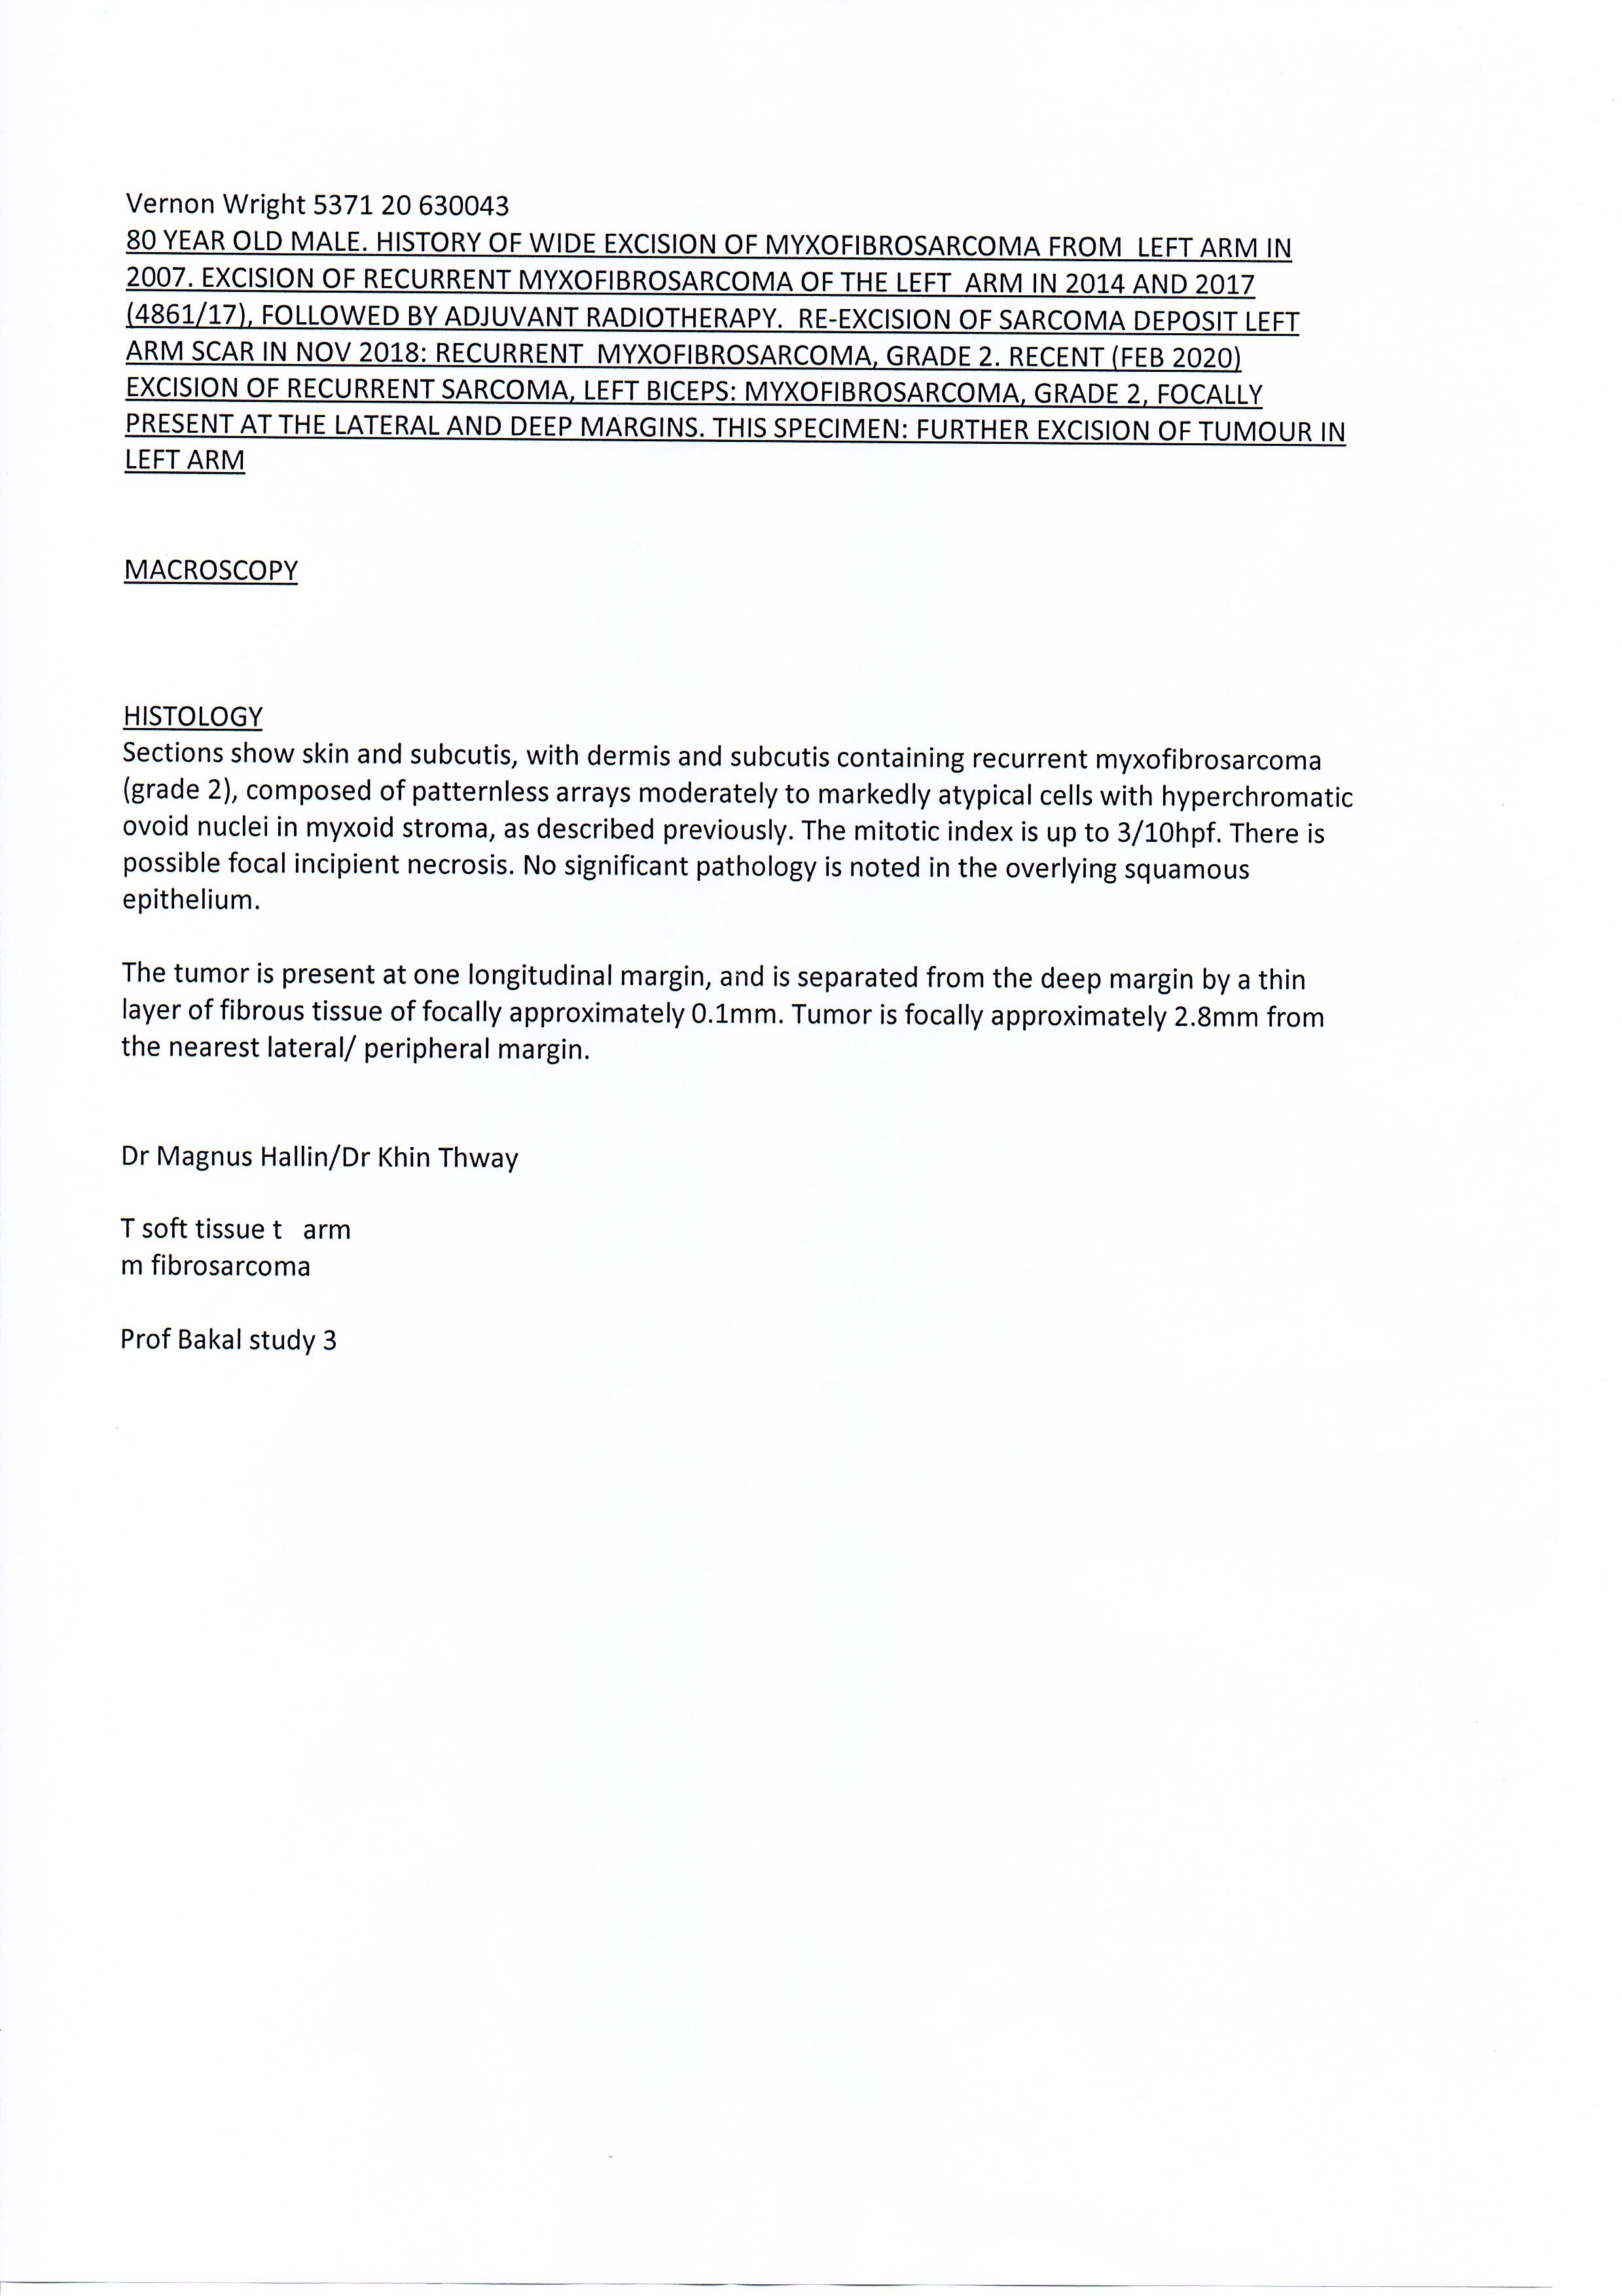 Vernon Wright 5371 20 630043
80 YEAR OLD MALE. HISTORY OF WIDE EXCISION OF MYXOFIBROSARCOMA FROM  LEFT ARM IN
2007. EXCISION OF RECURRENT MYXOFIBROSARCOMA OF THE LEFT  ARM IN 2014 AND 2017
(4861/17), FOLLOWED BY ADJUVANT RADIOTHERAPY.  RE-EXCISION OF SARCOMA DEPOSIT LEFT
ARM SCAR IN NOV 2018: RECURRENT  MYXOFIBROSARCOMA, GRADE 2. RECENT (FEB 2020)
EXCISION OF RECURRENT SARCOMA, LEFT BICEPS: MYXOFIBROSARCOMA, GRADE 2, FOCALLY
PRESENT AT THE LATERAL AND DEEP MARGINS. THIS SPECIMEN: FURTHER EXCISION OF TUMOUR IN
LEFT ARM
MACROSCOPY
HISTOLOGY
Sections show skin and subcutis, with dermis and subcutis containing recurrent myxofibrosarcoma
(grade 2), composed of patternless arrays moderately to markedly atypical cells with hyperchromatic
ovoid nuclei in myxoid stroma, as described previously. The mitotic index is up to 3/10hpf. There is
possible focal incipient necrosis. No significant pathology is noted in the overlying squamous
epithelium.
The tumor is present at one longitudinal margin, and is separated from the deep margin by a thin
layer of fibrous tissue of focally approximately 0.1mm. Tumor is focally approximately 2.8mm from
the nearest lateral/ peripheral margin.
Dr Magnus Hallin/Dr Khin Thway
T soft tissue t   arm
m fibrosarcoma
Prof Bakal study 3